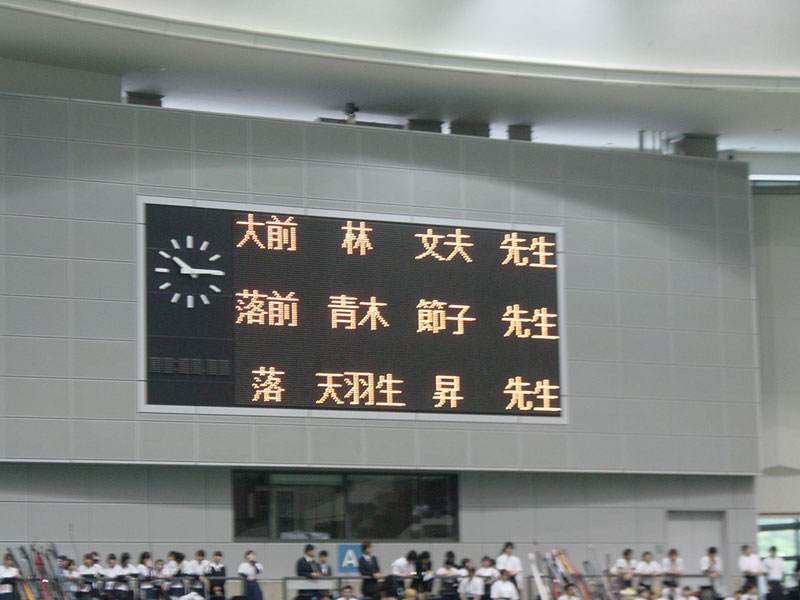 大前 林 文夫 先生
落前 青木 節子 先生
落 天羽生 昇 先生
A